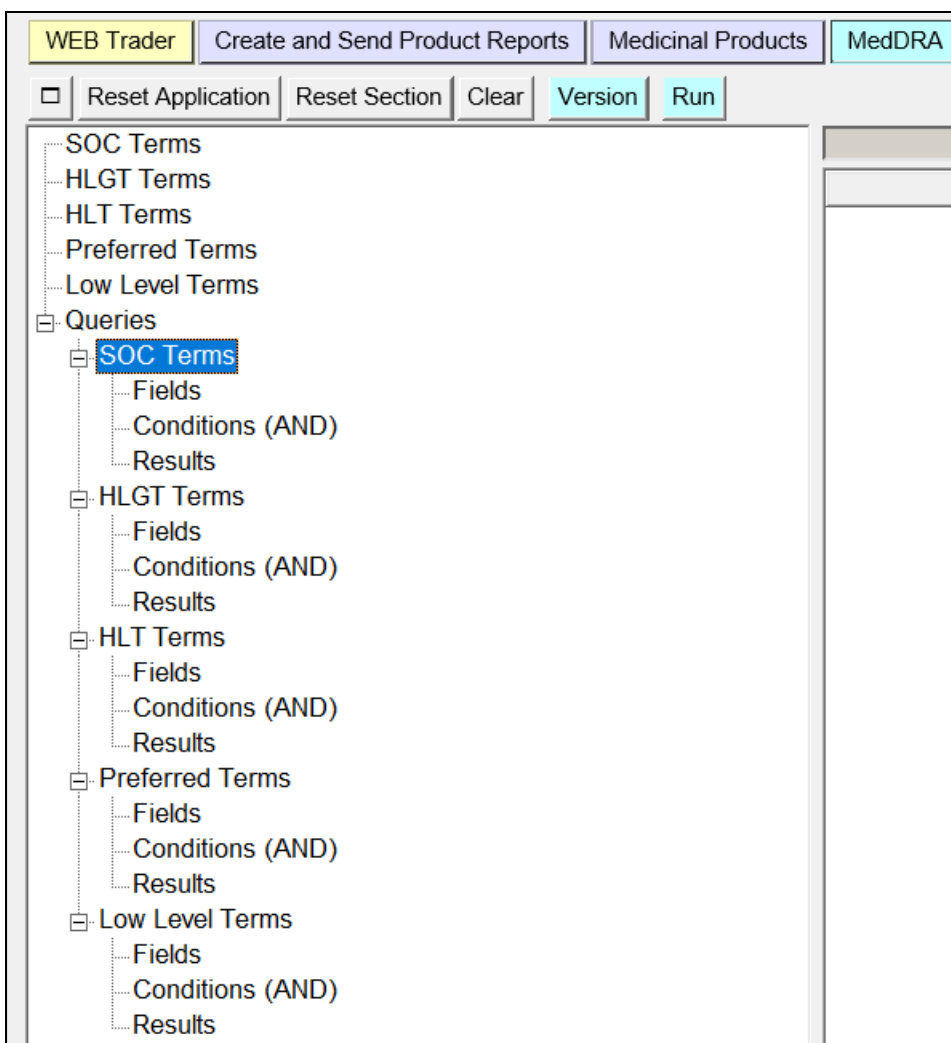 WEB Trader Create and Send Product Reports Medicinal Products MedDRA
Reset Application Reset Section Clear Version Run
SOC Terms
HLGT Terms
HLT Terms
Preferred Terms
Low Level Terms
Queries
SOC Terms
Fields
Conditions (AND)
Results
HLGT Terms
Fields
Conditions (AND)
Results
HLT Terms
Fields
Conditions (AND)
Results
Preferred Terms
Fields
Conditions (AND)
Results
Low Level Terms
Fields
Conditions (AND)
Results